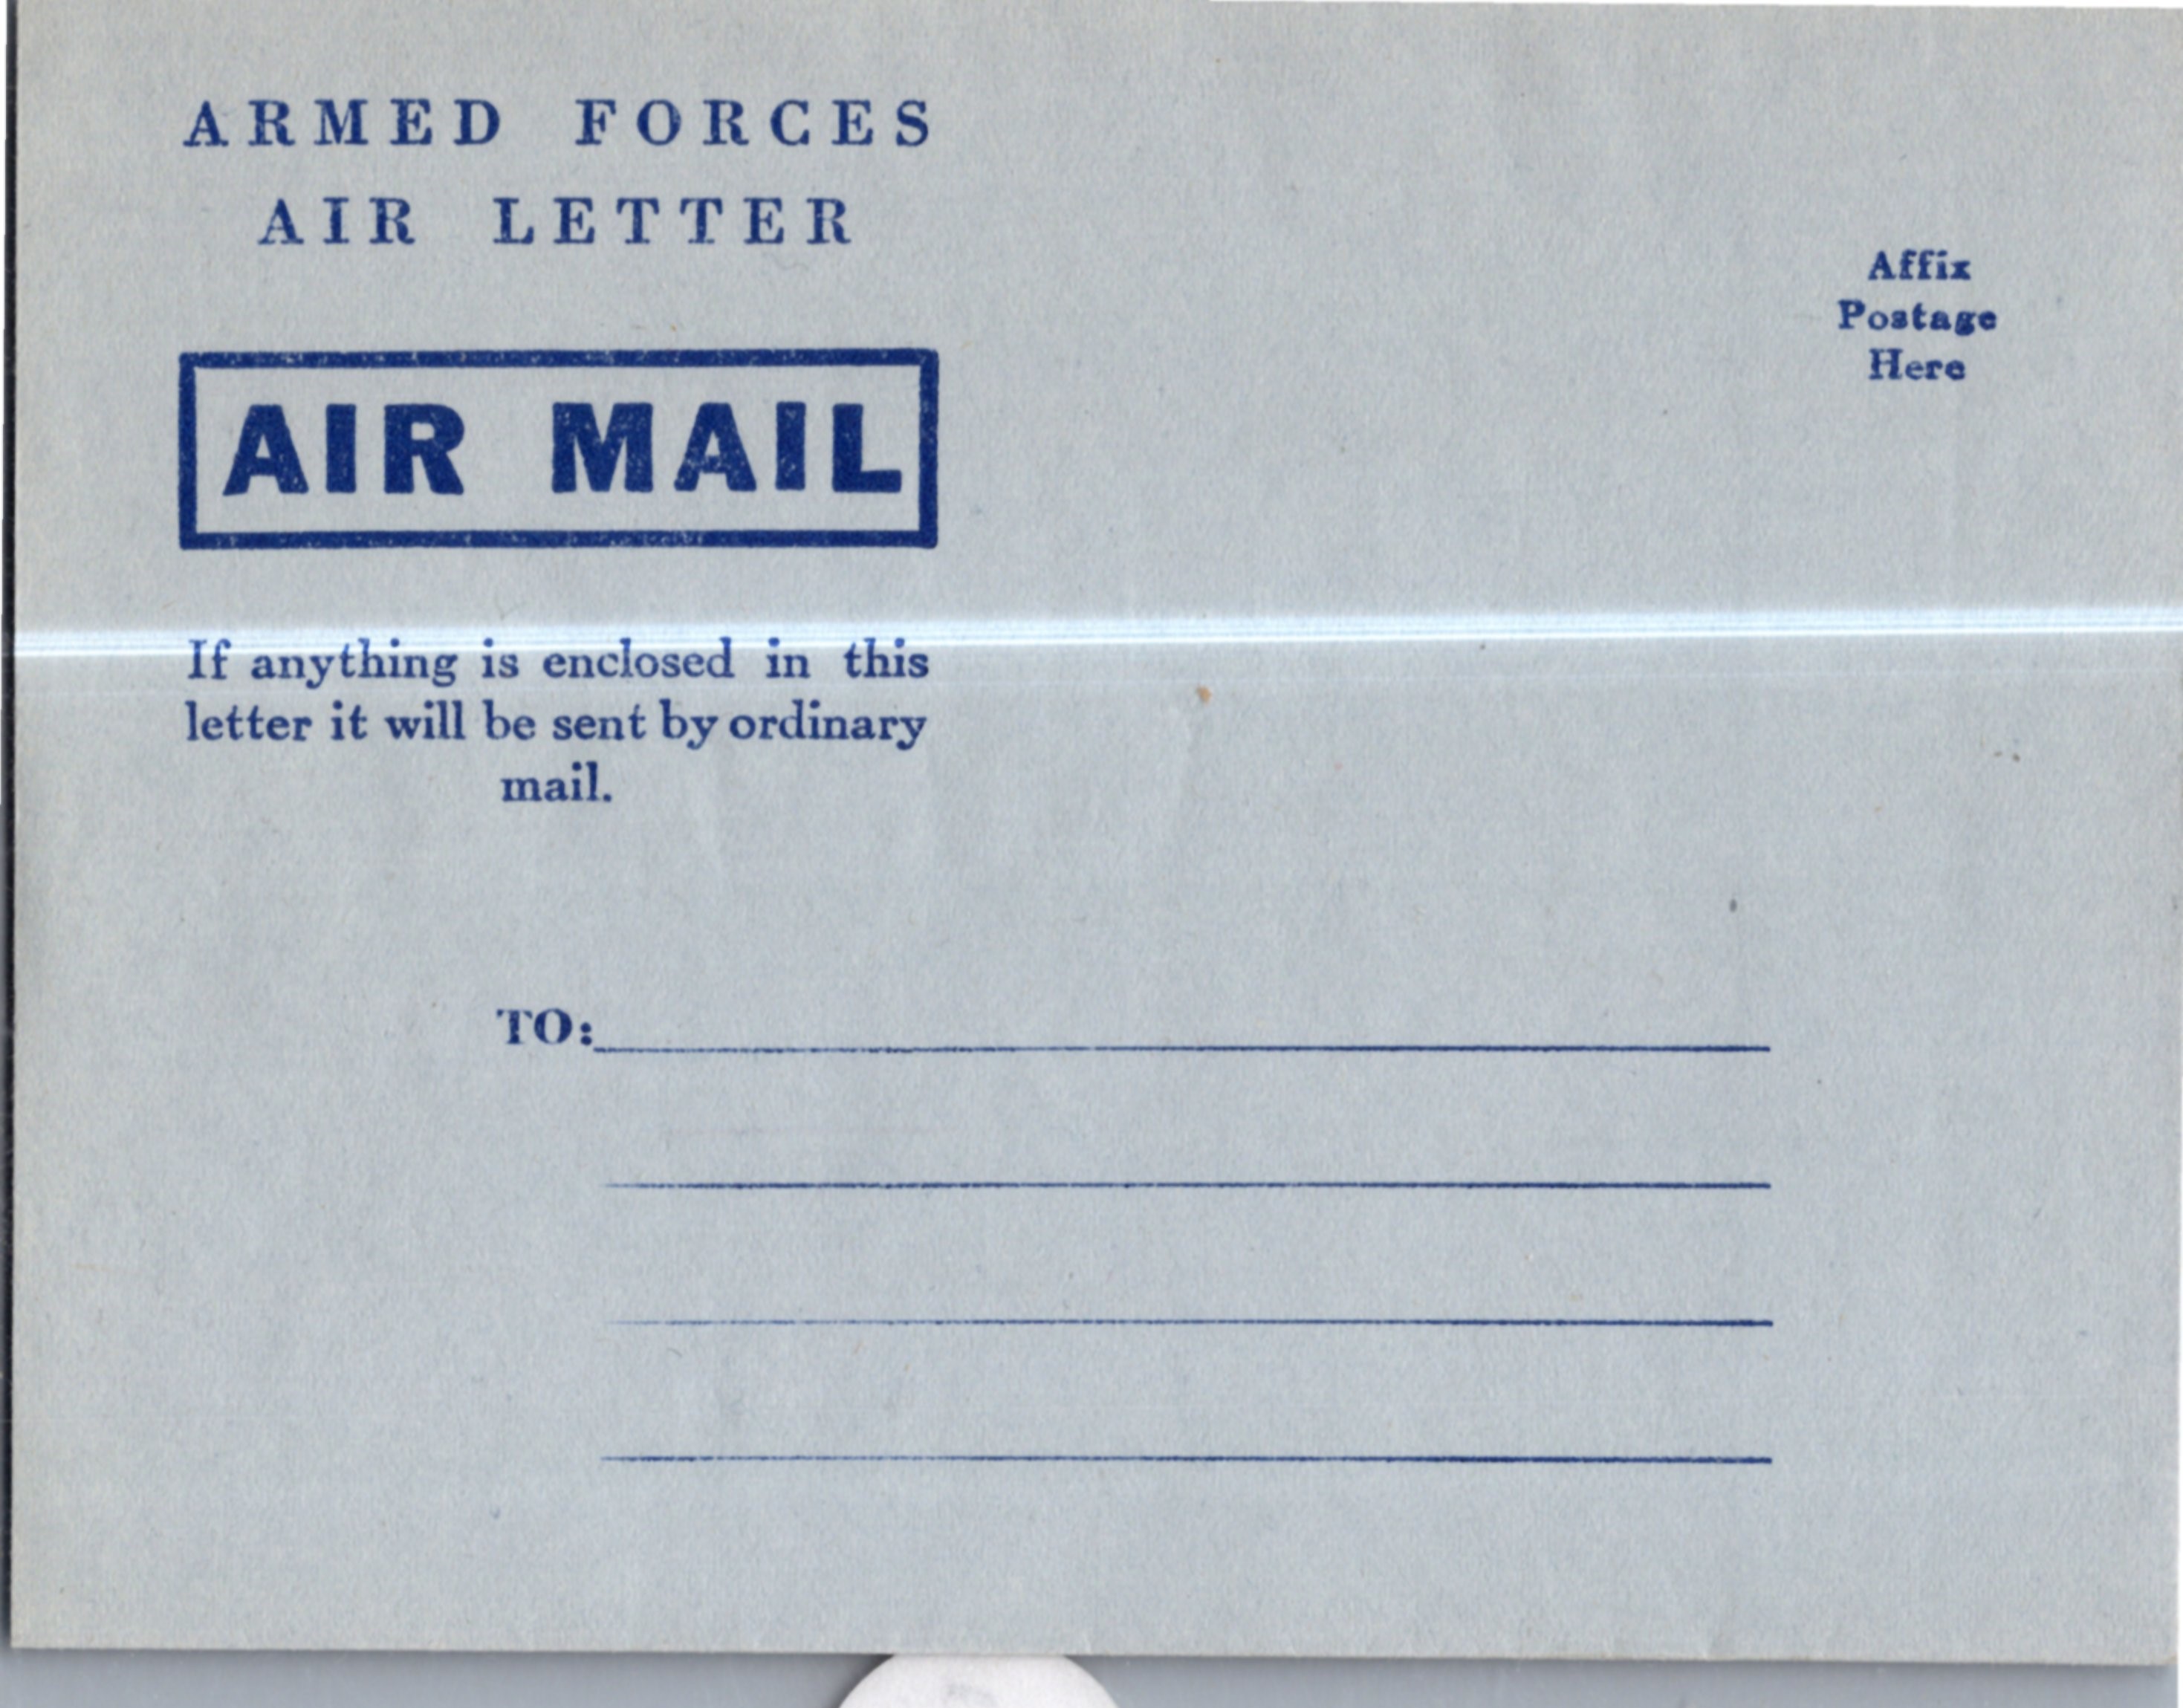 ARMED FORCES
AIR LETTER
Affix
Postage
Here
AIR MAIL
If anything is enclosed in this
letter it will be sent by ordinary
mail.
TO: